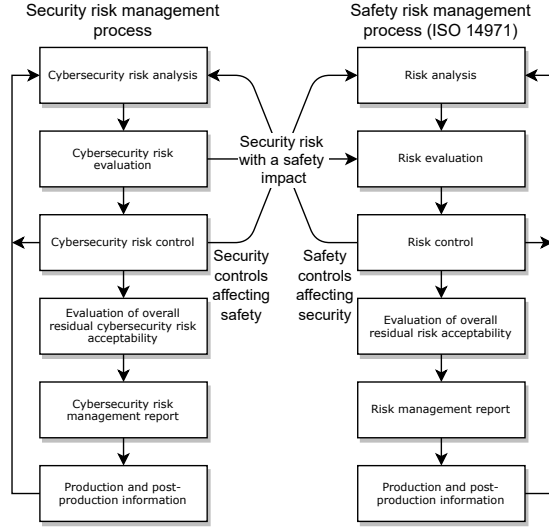 Security risk management
process
Safety risk management
process (ISO 14971)
Cybersecurity risk analysis
Risk analysis
Cybersecurity risk
evaluation
Security risk
with a safety
impact
Risk evaluation
Cybersecurity risk control
Security
controls
affecting
safety
Safety
controls
affecting
security
Risk control
Evaluation of overall
residual cybersecurity risk
acceptability
Evaluation of overall
residual risk acceptability
Cybersecurity risk
management report
Risk management report
Production and post-
production information
Production and post-
production information